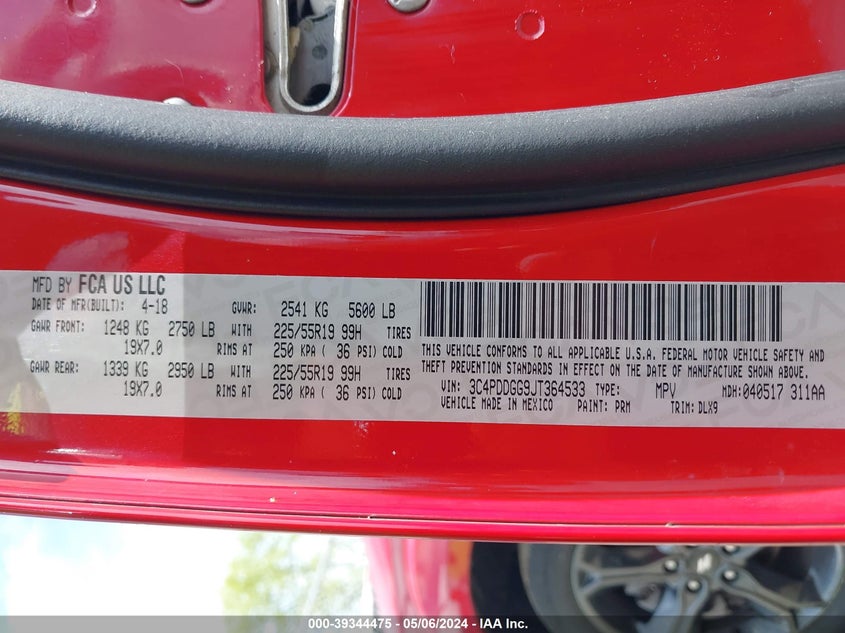 MFD BY FCA US LLC
DATE OF MFR(BUILT): 4-18 GVWR: 2541 KG 5600 LB
GAWR FRONT: 1248 KG 2750 LB WITH 225/55R19 99H TIRES
19X7.0 RIMS AT 250 KPA ( 36 PSI) COLD
GAWR REAR: 1339 KG 2950 LB WITH 225/55R19 99H TIRES
19X7.0 RIMS AT 250 KPA ( 36 PSI) COLD
THIS VEHICLE CONFORMS TO ALL APPLICABLE U.S.A. FEDERAL MOTOR VEHICLE SAFETY AND
THEFT PREVENTION STANDARDS IN EFFECT ON THE DATE OF MANUFACTURE SHOWN ABOVE.
VIN: 3C4PDDGG9JT364533 TYPE: MPV MDH: 040517 311AA
VEHICLE MADE IN MEXICO PAINT: PRM TRIM: DLX9
000-39344475 - 05/06/2024 - IAA Inc.